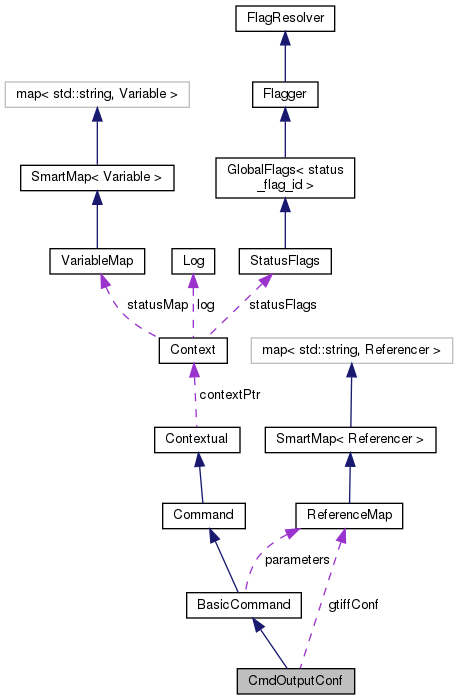 FlagResolver
map< std::string, Variable >
Flagger
SmartMap< Variable >
GlobalFlags< status
_flag_id >
VariableMap
Log
StatusFlags
statusMap
log
statusFlags
Context
map< std::string, Referencer >
contextPtr
Contextual
SmartMap< Referencer >
Command
ReferenceMap
parameters
BasicCommand
gtiffConf
CmdOutputConf